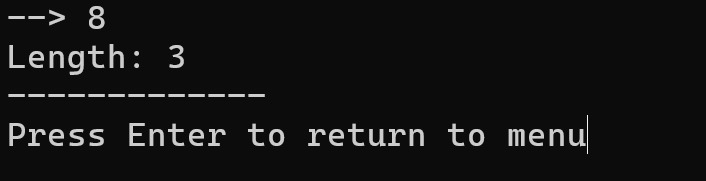 --> 8
Length: 3
-------------
Press Enter to return to menu